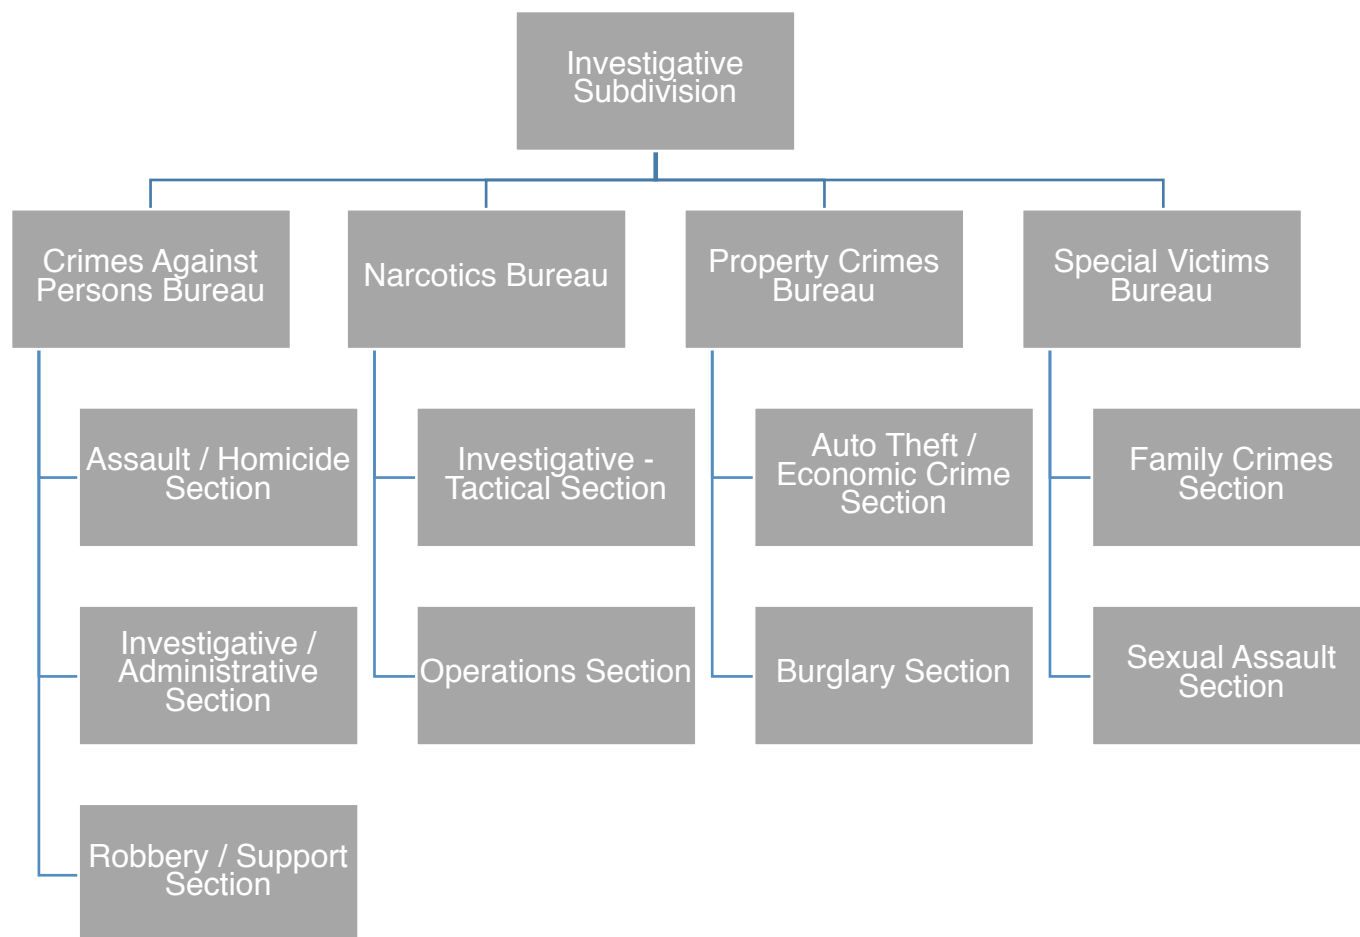 Investigative
Subdivision
Crimes Against
Persons Bureau
Narcotics Bureau
Property Crimes
Bureau
Special Victims
Bureau
Assault / Homicide
Section
Investigative -
Tactical Section
Auto Theft /
Economic Crime
Section
Family Crimes
Section
Investigative /
Administrative
Section
Operations Section
Burglary Section
Sexual Assault
Section
Robbery / Support
Section